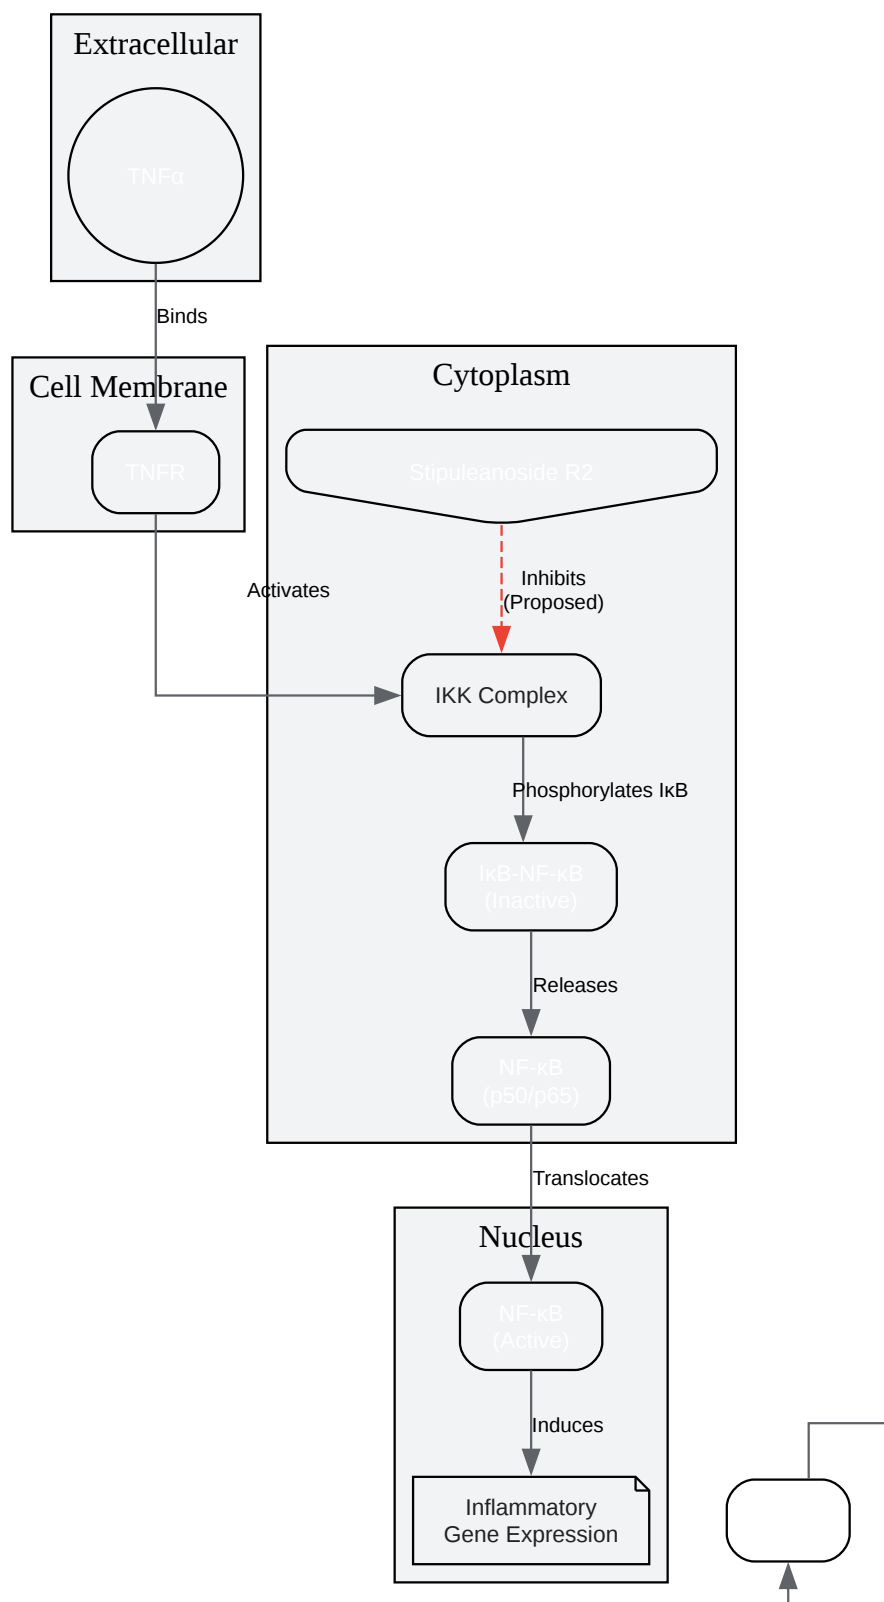 Extracellular
TNFα
Binds
Cell Membrane
TNFR
Cytoplasm
Stipuleanoside R2
Activates
Inhibits
(Proposed)
IKK Complex
Phosphorylates IκB
IκB-NF-κB
(Inactive)
Releases
NF-κB
(p50/p65)
Translocates
Nucleus
NF-κB
(Active)
Induces
Inflammatory
Gene Expression